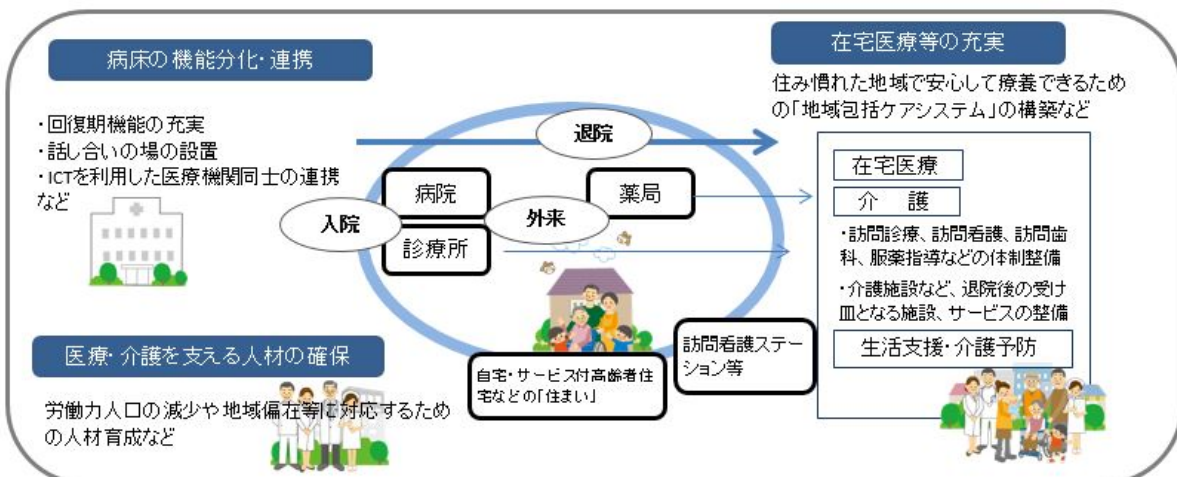 病床の機能分化・連携
・回復期機能の充実
・話し合いの場の設置
・ICTを利用した医療機関同士の連携
など
入院
病院
診療所
外来
薬局
退院
自宅・サービス付高齢者住
宅などの「住まい」
訪問看護ステー
ション等
医療・介護を支える人材の確保
労働力人口の減少や地域偏在等に対応するため
の人材育成など
在宅医療等の充実
住み慣れた地域で安心して療養できるための
の「地域包括ケアシステム」の構築など
在宅医療
介　護
・訪問診療、訪問看護、訪問歯
科、服薬指導などの体制整備
・介護施設など、退院後の受け
皿となる施設、サービスの整備
生活支援・介護予防